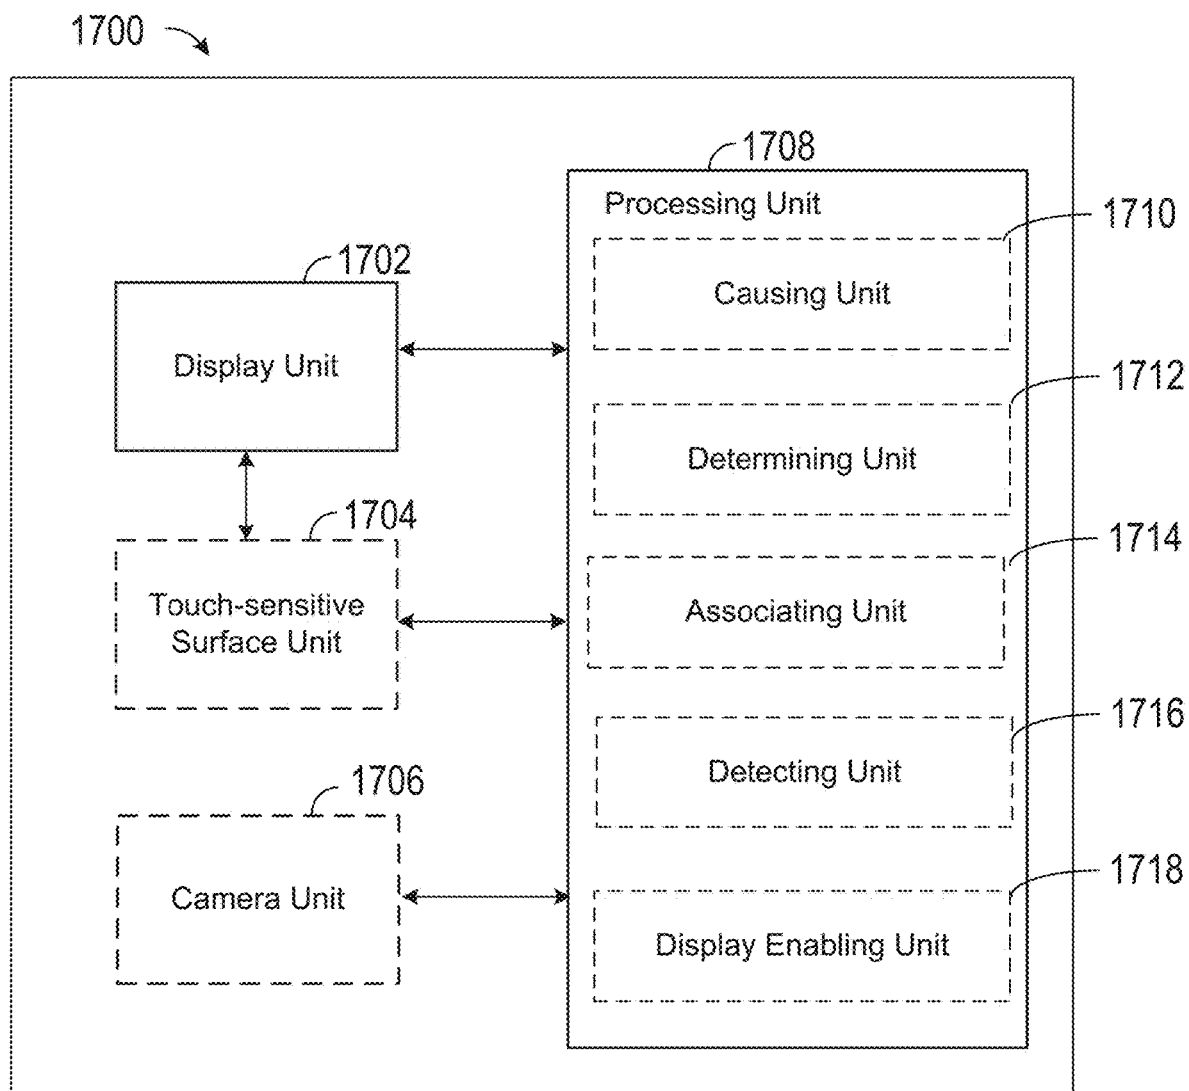 1700
1708
Processing Unit
1710
Causing Unit
1702
Display Unit
1712
Determining Unit
1704
Touch-sensitive
Surface Unit
1714
Associating Unit
1716
Detecting Unit
1706
Camera Unit
1718
Display Enabling Unit